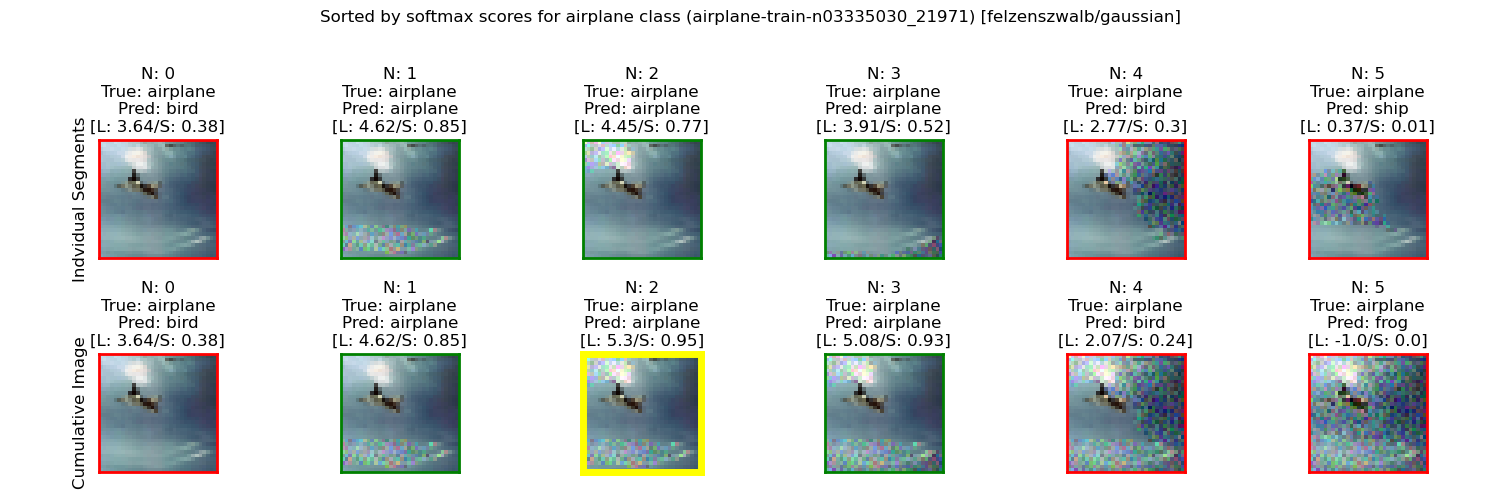 Sorted by softmax scores for airplane class (airplane-train-n03335030_21971) [felzenszwalb/gaussian]
Indvidual Segments
N: 0
True: airplane
Pred: bird
[L: 3.64/S: 0.38]
N: 1
True: airplane
Pred: airplane
[L: 4.62/S: 0.85]
N: 2
True: airplane
Pred: airplane
[L: 4.45/S: 0.77]
N: 3
True: airplane
Pred: airplane
[L: 3.91/S: 0.52]
N: 4
True: airplane
Pred: bird
[L: 2.77/S: 0.3]
N: 5
True: airplane
Pred: ship
[L: 0.37/S: 0.01]
Cumulative Image
N: 0
True: airplane
Pred: bird
[L: 3.64/S: 0.38]
N: 1
True: airplane
Pred: airplane
[L: 4.62/S: 0.85]
N: 2
True: airplane
Pred: airplane
[L: 5.3/S: 0.95]
N: 3
True: airplane
Pred: airplane
[L: 5.08/S: 0.93]
N: 4
True: airplane
Pred: bird
[L: 2.07/S: 0.24]
N: 5
True: airplane
Pred: frog
[L: -1.0/S: 0.0]